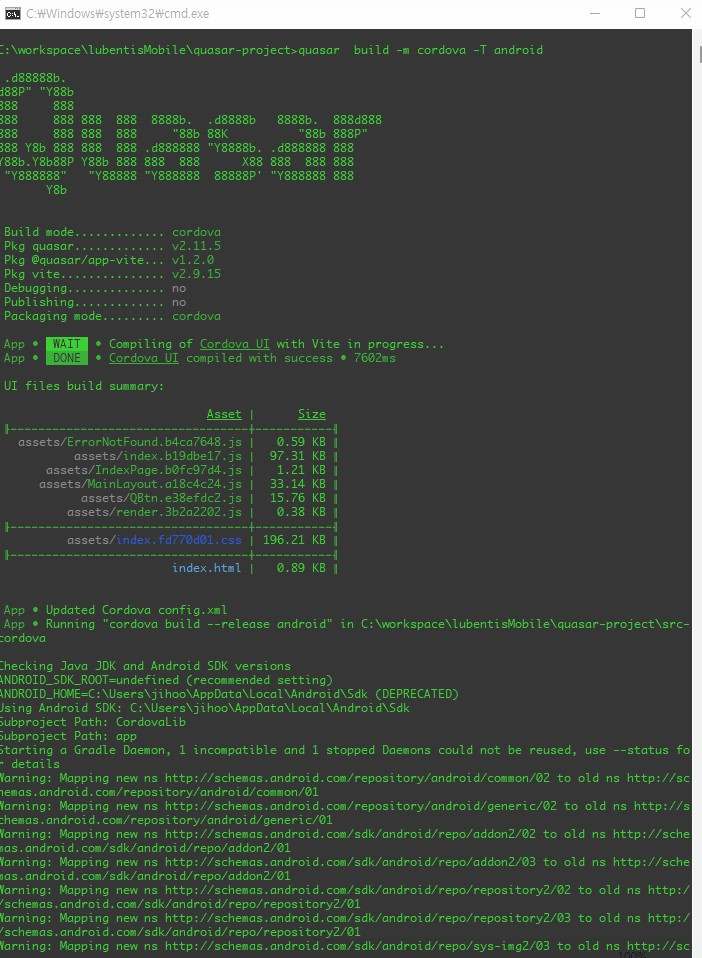 C:\Windows\system32\cmd.exe
C:\workspace\lubentisMobile\quasar-project>quasar  build -m cordova -T android
 .d88888b.
d88P" "Y88b
888     888
888     888 888  888  8888b.  .d8888b   8888b.  888d888
888     888 888  888     "88b 88K          "88b 888P"
888 Y8b 888 888  888 .d888888 "Y8888b. .d888888 888
Y88b.Y8b88P Y88b 888 888  888      X88 888  888 888
 "Y888888"   "Y88888 "Y888888  88888P' "Y888888 888
       Y8b
Build mode............. cordova
Pkg quasar............. v2.11.5
Pkg @quasar/app-vite... v1.2.0
Pkg vite............... v2.9.15
Debugging.............. no
Publishing............. no
Packaging mode......... cordova
App • WAIT • Compiling of Cordova UI with Vite in progress...
App • DONE • Cordova UI compiled with success • 7602ms
UI files build summary:
Asset | Size
assets/ErrorNotFound.b4ca7648.js | 0.59 KB
assets/index.b19dbe17.js | 97.31 KB
assets/IndexPage.b0fc97d4.js | 1.21 KB
assets/MainLayout.a18c4c24.js | 33.14 KB
assets/QBtn.e38efdc2.js | 15.76 KB
assets/render.3b2a2202.js | 0.38 KB
assets/index.fd770d01.css | 196.21 KB
index.html | 0.89 KB
App • Updated Cordova config.xml
App • Running "cordova build --release android" in C:\workspace\lubentisMobile\quasar-project\src-
cordova
Checking Java JDK and Android SDK versions
ANDROID_SDK_ROOT=undefined (recommended setting)
ANDROID_HOME=C:\Users\jihoo\AppData\Local\Android\Sdk (DEPRECATED)
Using Android SDK: C:\Users\jihoo\AppData\Local\Android\Sdk
Subproject Path: CordovaLib
Subproject Path: app
Starting a Gradle Daemon, 1 incompatible and 1 stopped Daemons could not be reused, use --status fo
r details
Warning: Mapping new ns http://schemas.android.com/repository/android/common/02 to old ns http://sc
hemas.android.com/repository/android/common/01
Warning: Mapping new ns http://schemas.android.com/repository/android/generic/02 to old ns http://s
chemas.android.com/repository/android/generic/01
Warning: Mapping new ns http://schemas.android.com/sdk/android/repo/addon2/02 to old ns http://sche
mas.android.com/sdk/android/repo/addon2/01
Warning: Mapping new ns http://schemas.android.com/sdk/android/repo/addon2/03 to old ns http://sche
mas.android.com/sdk/android/repo/addon2/01
Warning: Mapping new ns http://schemas.android.com/sdk/android/repo/repository2/02 to old ns http:/
/schemas.android.com/sdk/android/repo/repository2/01
Warning: Mapping new ns http://schemas.android.com/sdk/android/repo/repository2/03 to old ns http:/
/schemas.android.com/sdk/android/repo/repository2/01
Warning: Mapping new ns http://schemas.android.com/sdk/android/repo/sys-img2/03 to old ns http://sc